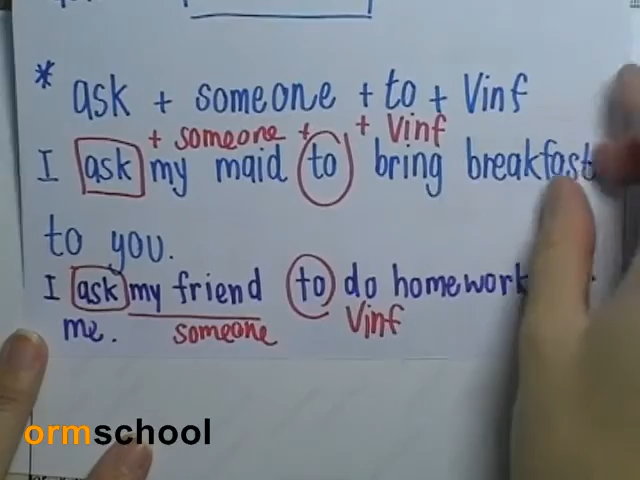 * ask + someone + to + Vinf
+ someone + + Vinf
I ask my maid to bring breakfast
to you.
I ask my friend to do homework
me. someone Vinf
ormschool